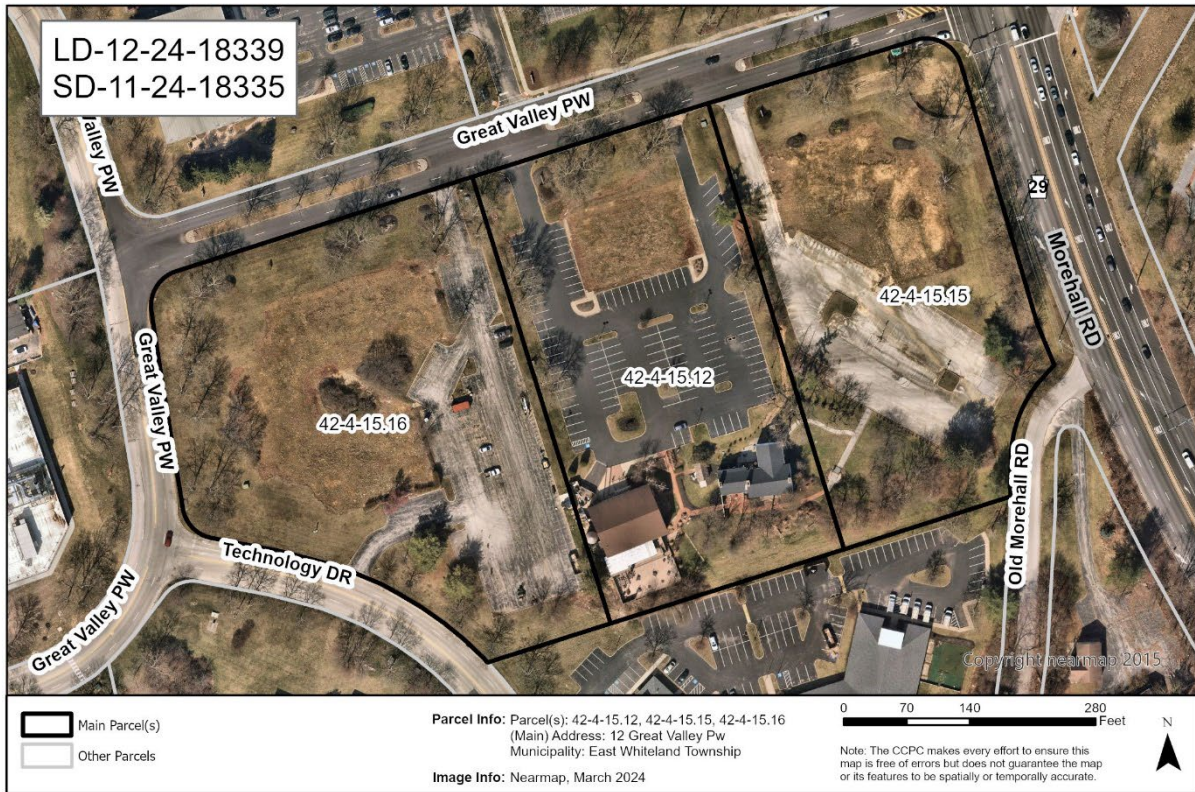 LD-12-24-18339
SD-11-24-18335
Valley PW
Great Valley PW
29
Morehall RD
42-4-15.15
42-4-15.12
42-4-15.16
Great Valley PW
Technology DR
Great Valley PW
Old Morehall RD
Copyright nearmap 2015
Main Parcel(s)
Other Parcels
Parcel Info: Parcel(s): 42-4-15.12, 42-4-15.15, 42-4-15.16
(Main) Address: 12 Great Valley Pw
Municipality: East Whiteland Township
Image Info: Nearmap, March 2024
0 70 140 280
Feet
Note: The CCPC makes every effort to ensure this
map is free of errors but does not guarantee the map
or its features to be spatially or temporally accurate.
N